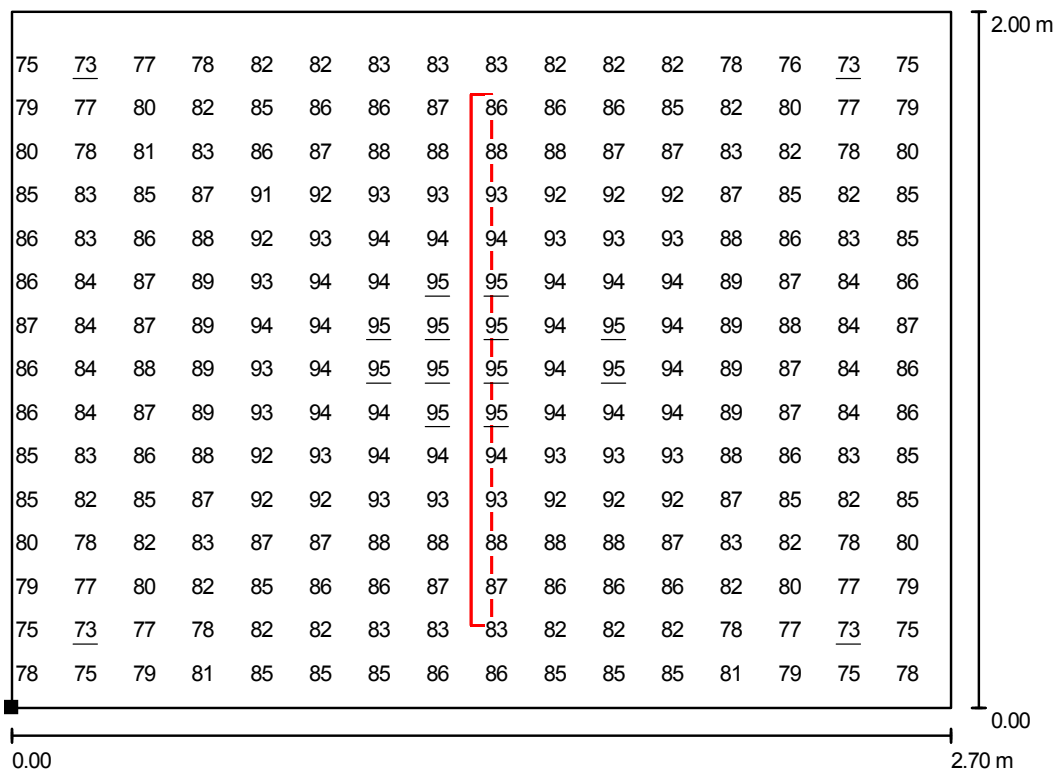 2.00 m
75 73 77 78 82 82 83 83 83 82 82 82 78 76 73 75
79 77 80 82 85 86 86 87 86 86 86 85 82 80 77 79
80 78 81 83 86 87 88 88 88 88 87 87 83 82 78 80
85 83 85 87 91 92 93 93 93 92 92 92 87 85 82 85
86 83 86 88 92 93 94 94 94 93 93 93 88 86 83 85
86 84 87 89 93 94 94 95 95 94 94 94 89 87 84 86
87 84 87 89 94 94 95 95 95 94 95 94 89 88 84 87
86 84 88 89 93 94 95 95 95 94 95 94 89 87 84 86
86 84 87 89 93 94 94 95 95 94 94 94 89 87 84 86
85 83 86 88 92 93 94 94 94 93 93 93 88 86 83 85
85 82 85 87 92 92 93 93 93 92 92 92 87 85 82 85
80 78 82 83 87 87 88 88 88 88 88 87 83 82 78 80
79 77 80 82 85 86 86 87 87 86 86 86 82 80 77 79
75 73 77 78 82 82 83 83 83 82 82 82 78 77 73 75
78 75 79 81 85 85 85 86 86 85 85 85 81 79 75 78
0.00
0.00 2.70 m